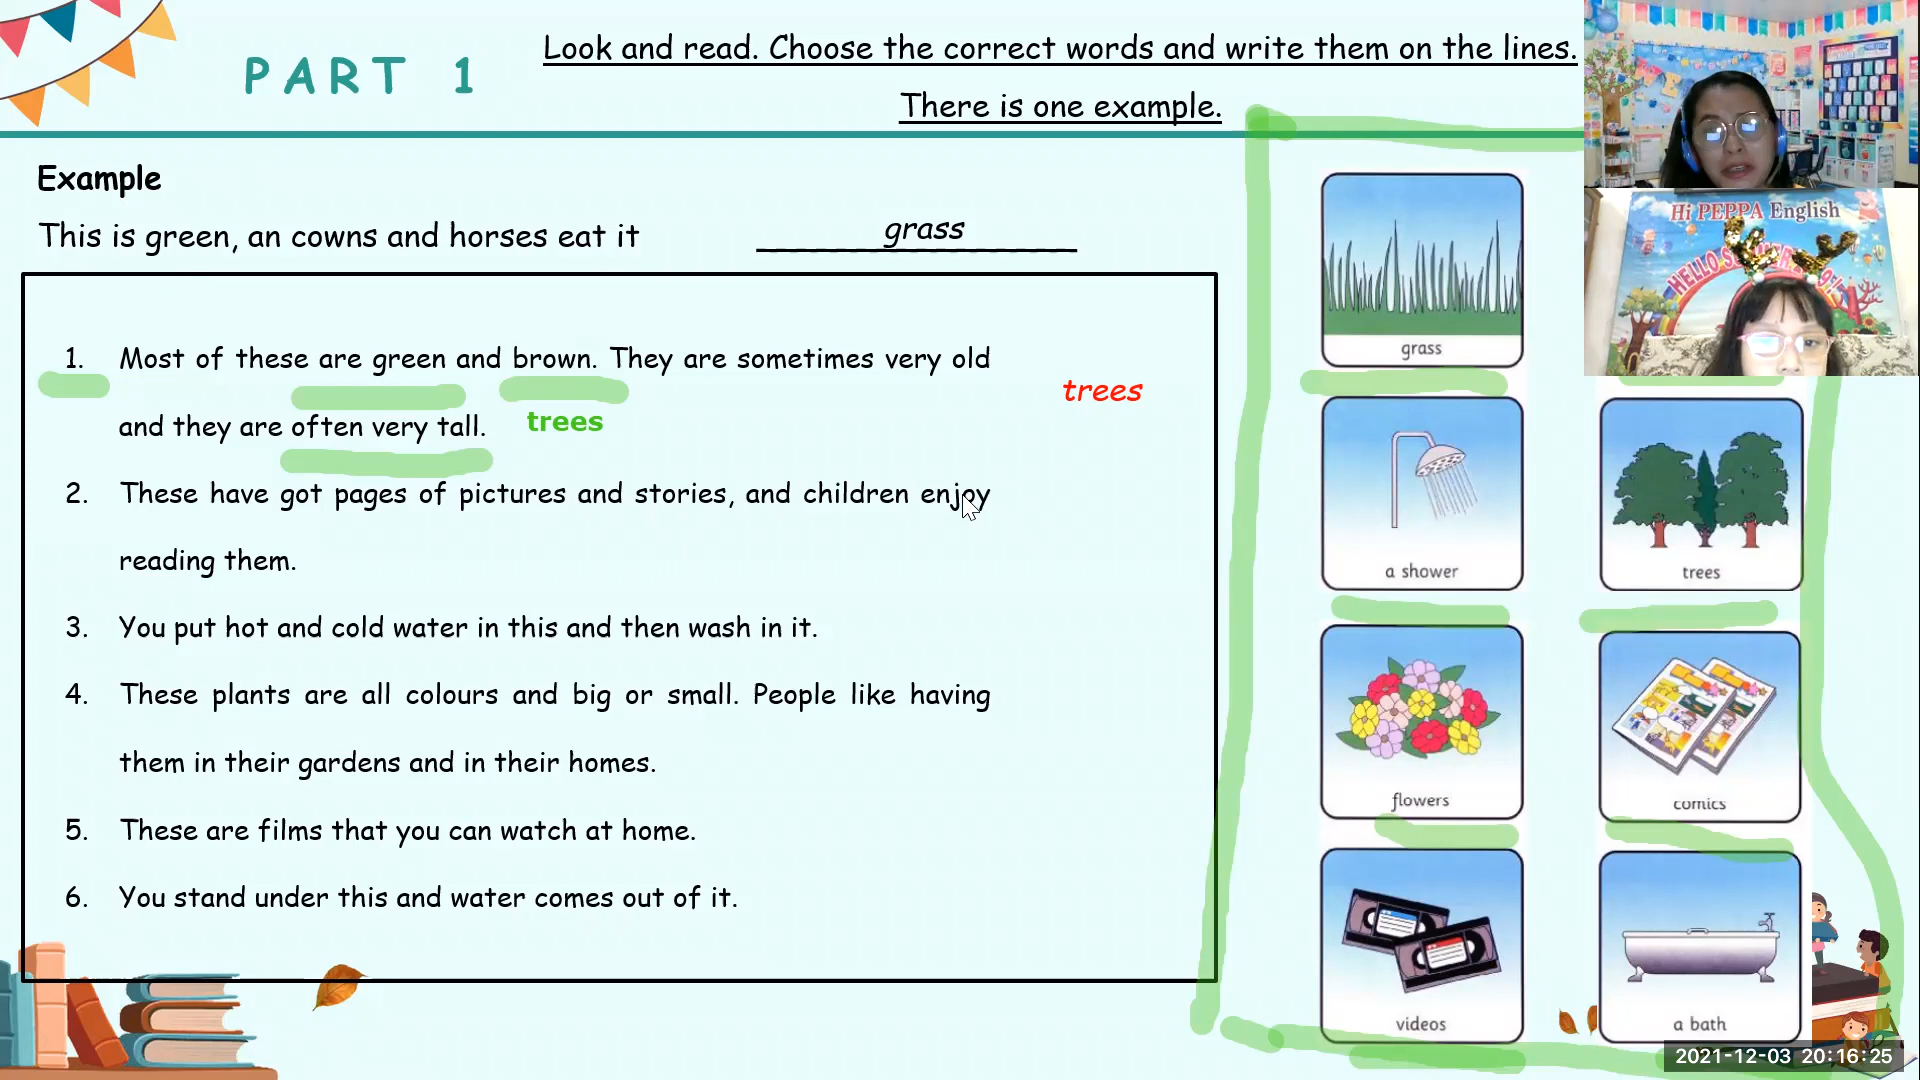 PART 1
Look and read. Choose the correct words and write them on the lines.
There is one example.
Example
This is green, an cowns and horses eat it
grass
1. Most of these are green and brown. They are sometimes very old
and they are often very tall.
trees
trees
2. These have got pages of pictures and stories, and children enjoy
reading them.
3. You put hot and cold water in this and then wash in it.
4. These plants are all colours and big or small. People like having
them in their gardens and in their homes.
5. These are films that you can watch at home.
6. You stand under this and water comes out of it.
grass
a shower
trees
flowers
comics
videos
a bath
Hi PEPPA English
2021-12-03 20:16:25